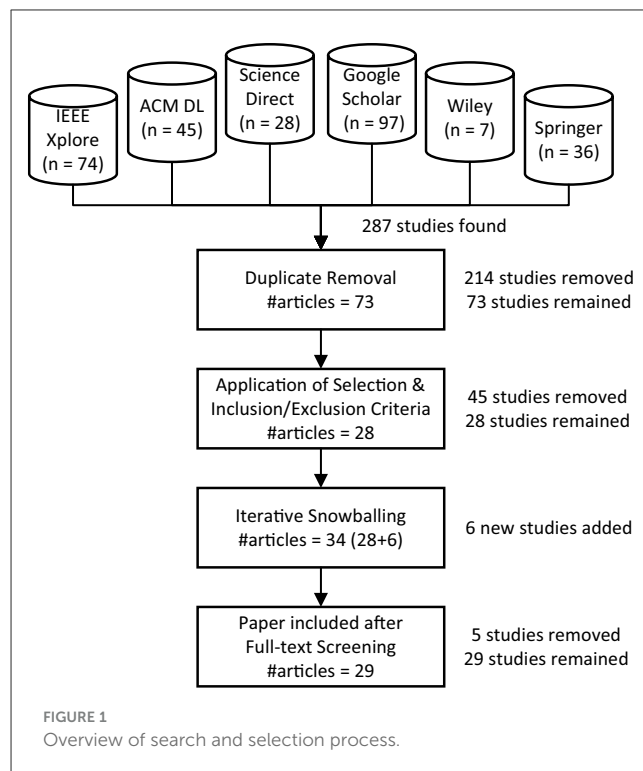 IEEE
Xplore
(n = 74)
ACM DL
(n = 45)
Science
Direct
(n = 28)
Google
Scholar
(n = 97)
Wiley
(n = 7)
Springer
(n = 36)
287 studies found
Duplicate Removal
#articles = 73
214 studies removed
73 studies remained
Application of Selection &
Inclusion/Exclusion Criteria
#articles = 28
45 studies removed
28 studies remained
Iterative Snowballing
#articles = 34 (28+6)
6 new studies added
Paper included after
Full-text Screening
#articles = 29
5 studies removed
29 studies remained
FIGURE 1
Overview of search and selection process.